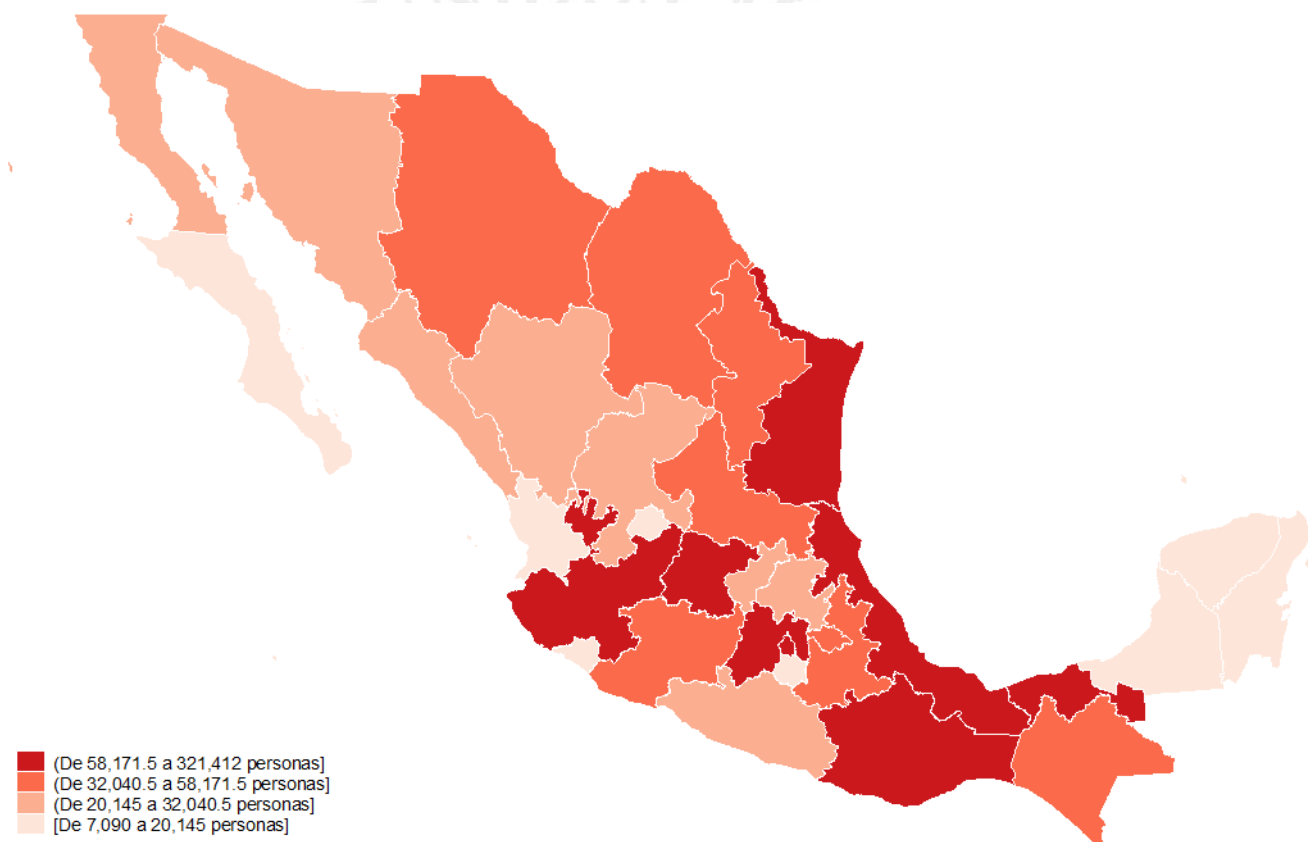 (De 58,171.5 a 321,412 personas]
(De 32,040.5 a 58,171.5 personas]
(De 20,145 a 32,040.5 personas]
[De 7,090 a 20,145 personas]